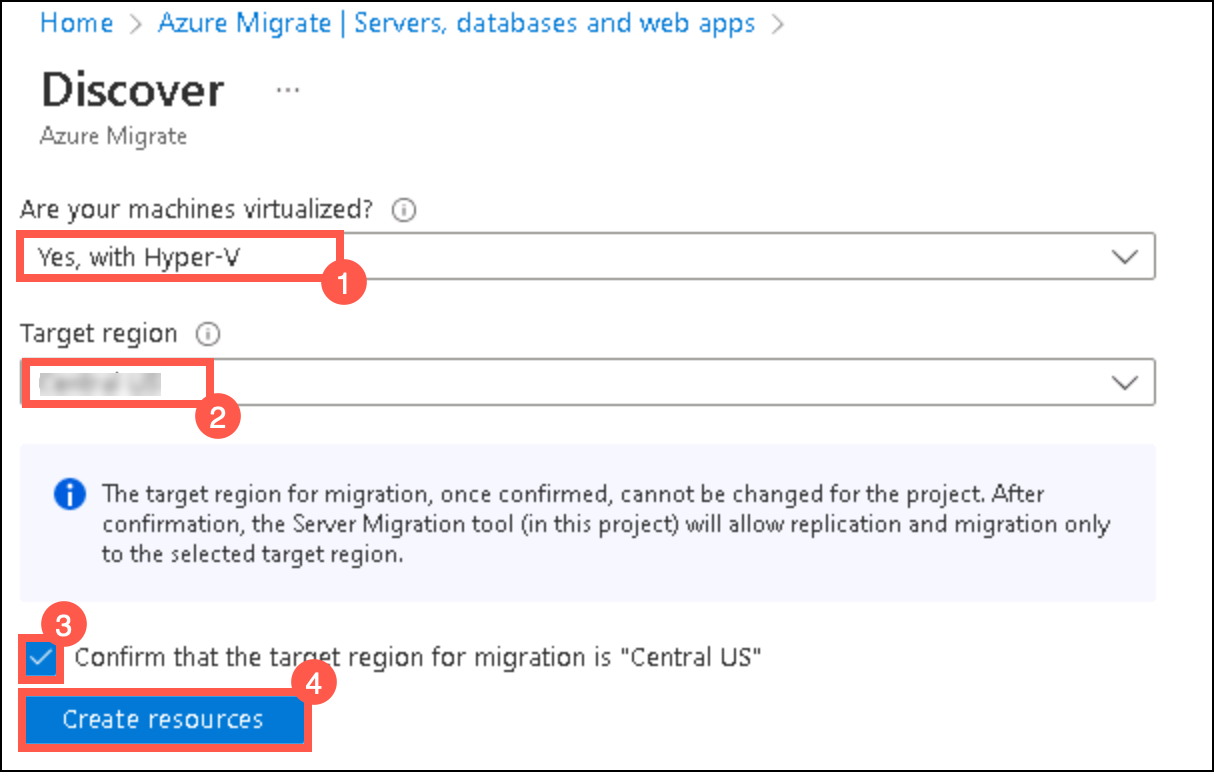 Home > Azure Migrate | Servers, databases and web apps >
Discover ...
Azure Migrate
Are your machines virtualized?
Yes, with Hyper-V
1
Target region
2
The target region for migration, once confirmed, cannot be changed for the project. After
confirmation, the Server Migration tool (in this project) will allow replication and migration only
to the selected target region.
3
Confirm that the target region for migration is "Central US"
4
Create resources